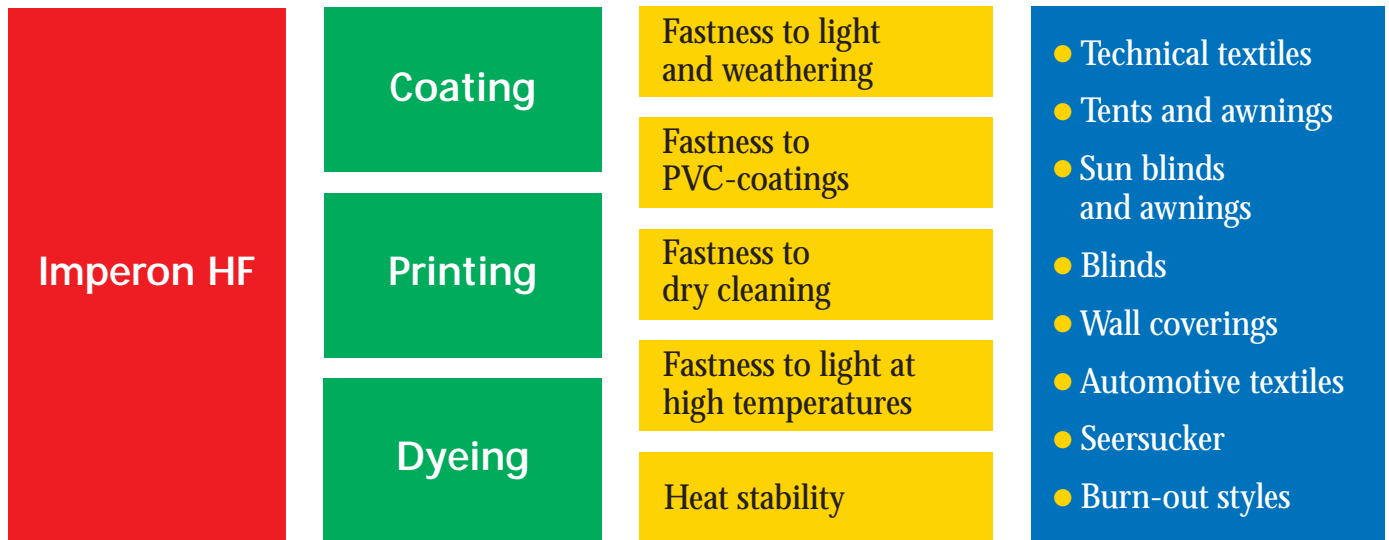 Imperon HF
Coating
Printing
Dyeing
Fastness to light
and weathering
Fastness to
PVC-coatings
Fastness to
dry cleaning
Fastness to light at
high temperatures
Heat stability
Technical textiles
Tents and awnings
Sun blinds
and awnings
Blinds
Wall coverings
Automotive textiles
Seersucker
Burn-out styles